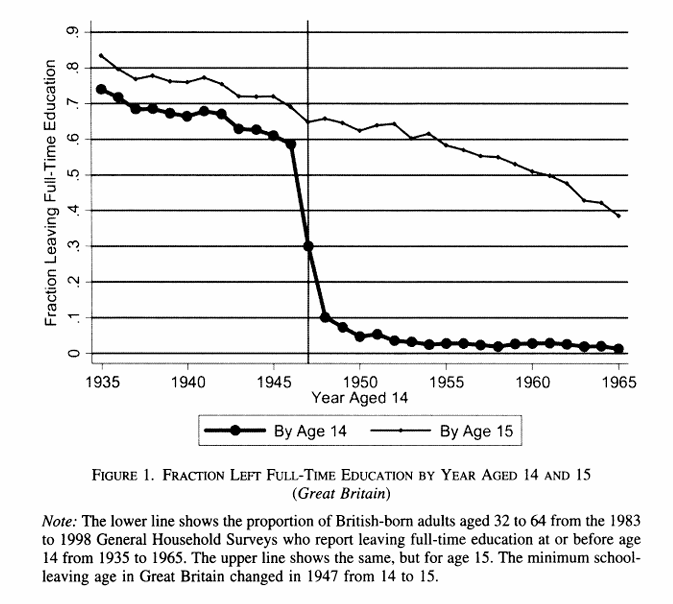 .9
.8
.7
.6
.5
.4
.3
.2
.1
0
Fraction Leaving Full-Time Education
1935 1940 1945 1950 1955 1960 1965
Year Aged 14
By Age 14 By Age 15
FIGURE 1. FRACTION LEFT FULL-TIME EDUCATION BY YEAR AGED 14 AND 15
(Great Britain)
Note: The lower line shows the proportion of British-born adults aged 32 to 64 from the 1983
to 1998 General Household Surveys who report leaving full-time education at or before age
14 from 1935 to 1965. The upper line shows the same, but for age 15. The minimum school-
leaving age in Great Britain changed in 1947 from 14 to 15.